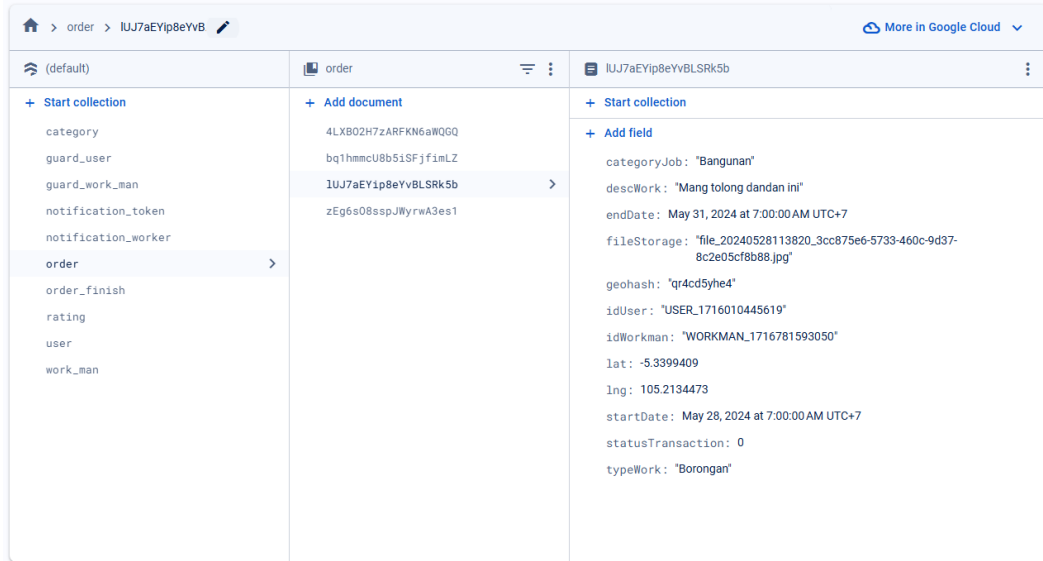 order > lUJ7aEYip8eYvB
More in Google Cloud
(default)
order
lUJ7aEYip8eYvBLSRk5b
+ Start collection
category
guard_user
guard_work_man
notification_token
notification_worker
order
order_finish
rating
user
work_man
+ Add document
4LXBO2H7zARFKN6aWQGQ
bq1hmmcU8b5iSFjfimLZ
lUJ7aEYip8eYvBLSRk5b
zEg6sO8sspJWyrwA3es1
+ Start collection
+ Add field
categoryJob: "Bangunan"
descWork: "Mang tolong dandan ini"
endDate: May 31, 2024 at 7:00:00 AM UTC+7
fileStorage: "file_20240528113820_3cc875e6-5733-460c-9d37-
8c2e05cf8b88.jpg"
geohash: "qr4cd5yhe4"
idUser: "USER_1716010445619"
idWorkman: "WORKMAN_1716781593050"
lat: -5.3399409
lng: 105.2134473
startDate: May 28, 2024 at 7:00:00 AM UTC+7
statusTransaction: 0
typeWork: "Borongan"